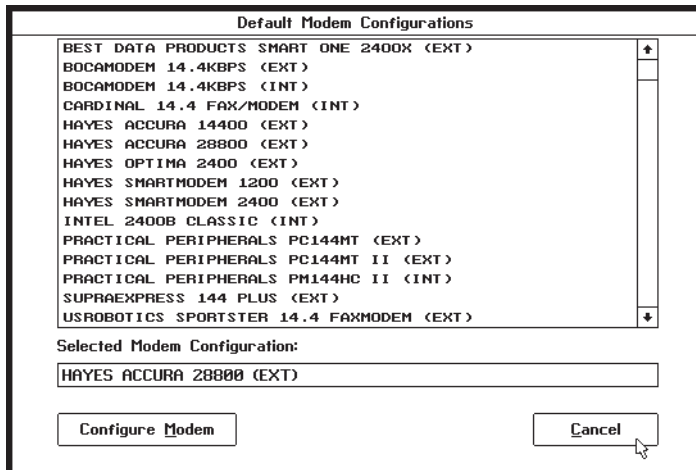 Default Modem Configurations
BEST DATA PRODUCTS SMART ONE 2400X (EXT)
BOCAMODEM 14.4KBPS (EXT)
BOCAMODEM 14.4KBPS (INT)
CARDINAL 14.4 FAX/MODEM (INT)
HAYES ACCURA 14400 (EXT)
HAYES ACCURA 28800 (EXT)
HAYES OPTIMA 2400 (EXT)
HAYES SMARTMODEM 1200 (EXT)
HAYES SMARTMODEM 2400 (EXT)
INTEL 2400B CLASSIC (INT)
PRACTICAL PERIPHERALS PC144MT (EXT)
PRACTICAL PERIPHERALS PC144MT II (EXT)
PRACTICAL PERIPHERALS PM144HC II (INT)
SUPRAEXPRESS 144 PLUS (EXT)
USROBOTICS SPORTSTER 14.4 FAXMODEM (EXT)
Selected Modem Configuration:
HAYES ACCURA 28800 (EXT)
Configure Modem
Cancel